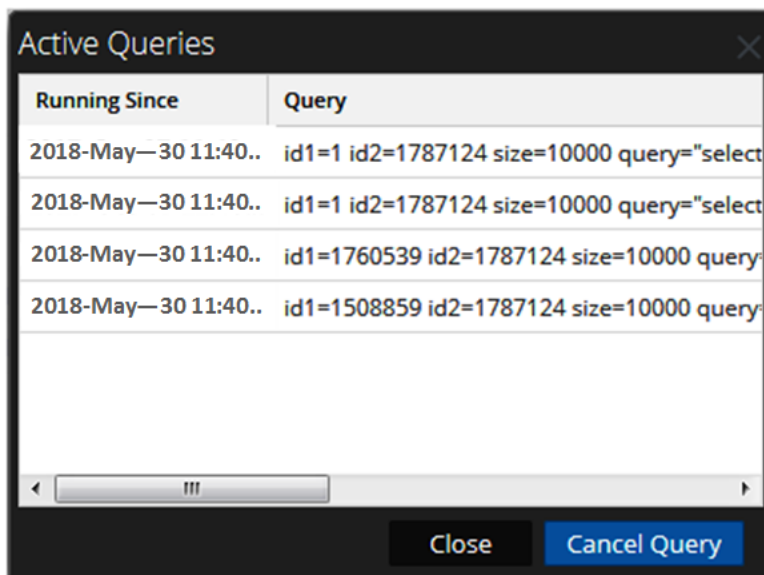 Active Queries
Running Since Query
2018-May—30 11:40.. id1=1 id2=1787124 size=10000 query="select
2018-May—30 11:40.. id1=1 id2=1787124 size=10000 query="select
2018-May—30 11:40.. id1=1760539 id2=1787124 size=10000 query=
2018-May—30 11:40.. id1=1508859 id2=1787124 size=10000 query=
Close Cancel Query